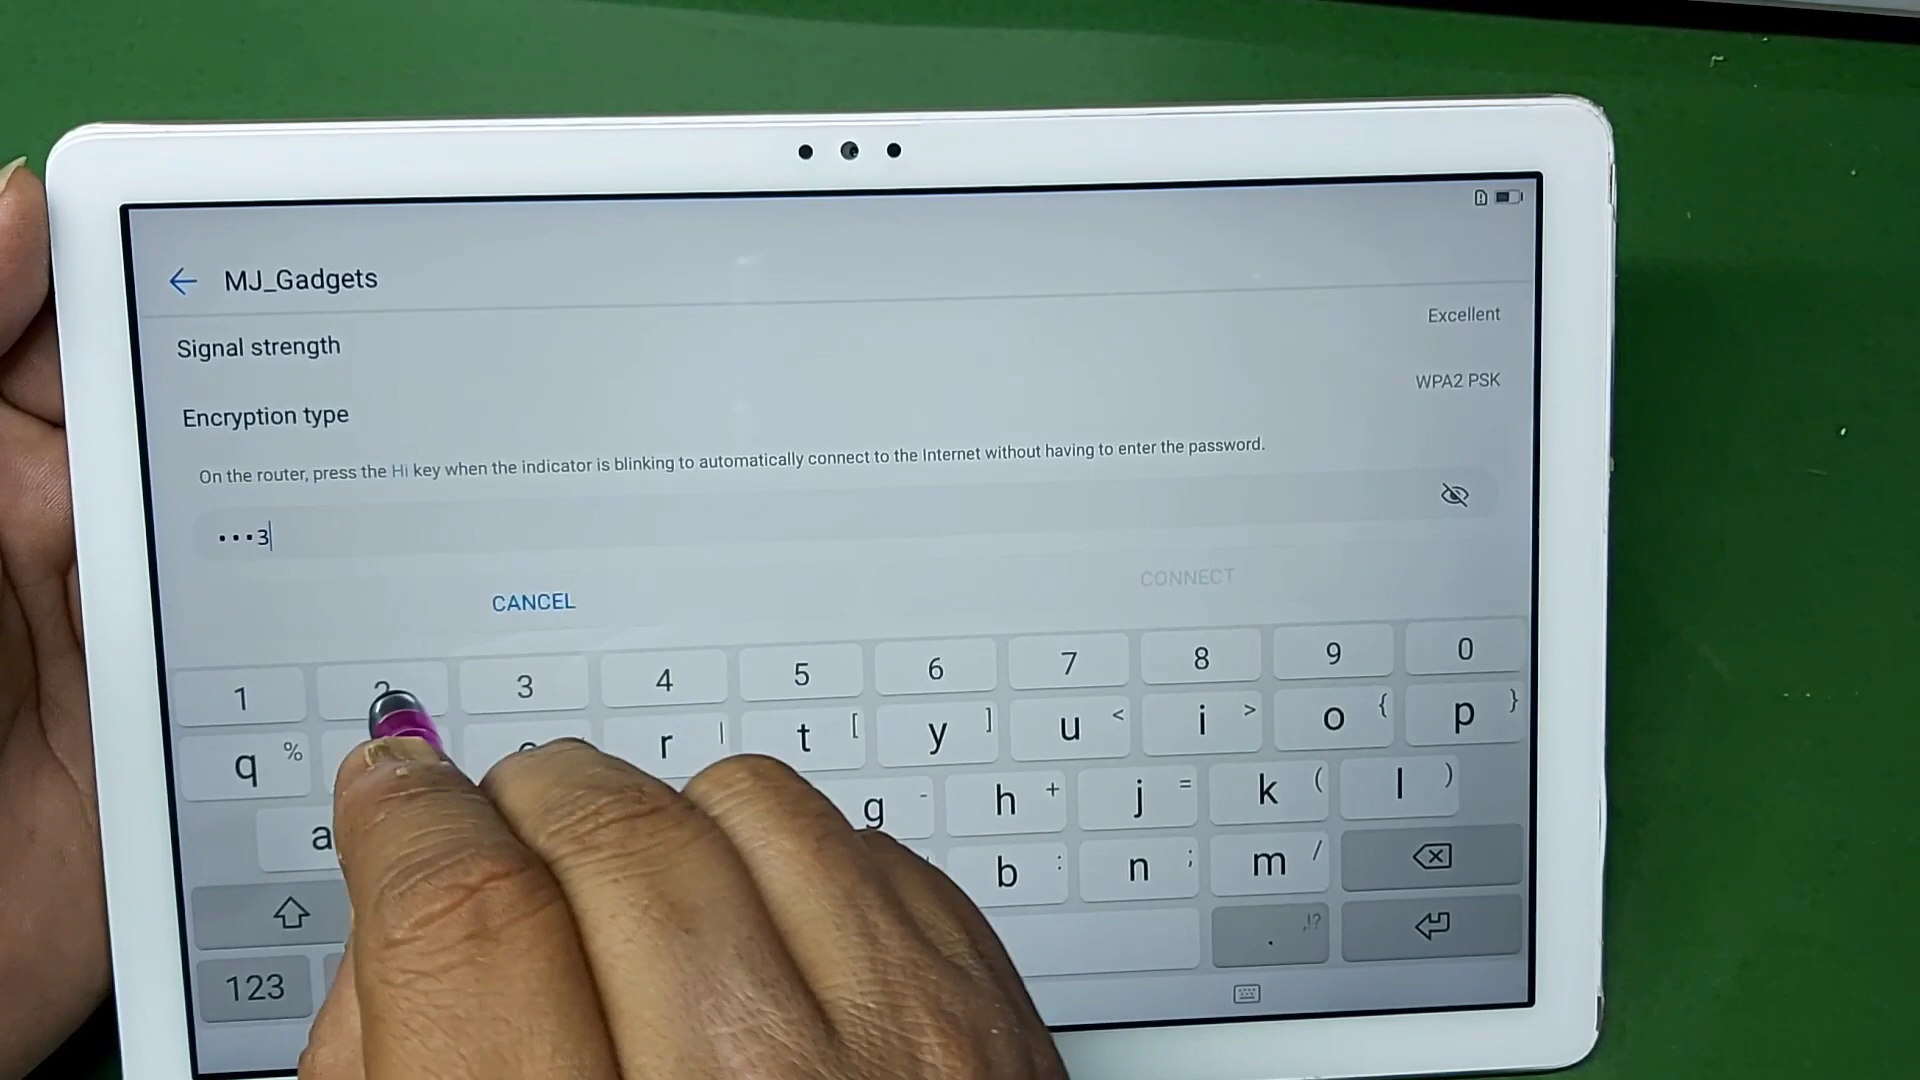 MJ_Gadgets
Signal strength
Excellent
Encryption type
WPA2 PSK
On the router, press the Hi key when the indicator is blinking to automatically connect to the Internet without having to enter the password.
•••3
CANCEL
CONNECT
1 2 3 4 5 6 7 8 9 0
q % r | t [ y ] u < i > o { p }
a g - h + j = k ( l )
b : n ; m /
123 . ,!?